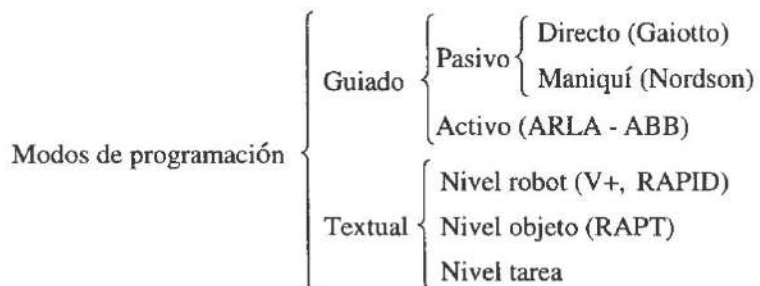 Modos de programación
Guiado
Pasivo
Directo (Gaiotto)
Maniquí (Nordson)
Activo (ARLA - ABB)
Textual
Nivel robot (V+, RAPID)
Nivel objeto (RAPT)
Nivel tarea